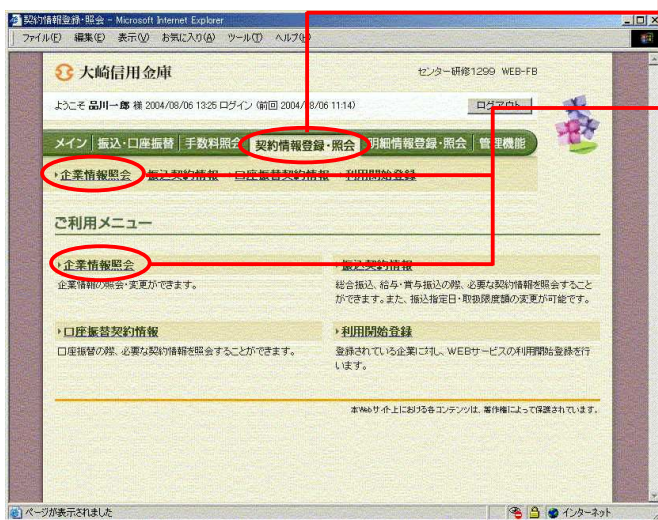 契約情報登録・照会 - Microsoft Internet Explorer
ファイル(F) 編集(E) 表示(V) お気に入り(A) ツール(T) ヘルプ(H)
大崎信用金庫
センター研修1299 WEB-FB
ようこそ 品川一郎 様 2004/08/06 13:25 ログイン (前回 2004/08/06 11:14)
ログアウト
メイン 振込・口座振替 手数料照会 契約情報登録・照会 明細情報登録・照会 管理機能
企業情報照会 振込契約情報 口座振替契約情報 利用開始登録
ご利用メニュー
企業情報照会
企業情報の照会・変更ができます。
振込契約情報
総合振込、給与・賞与振込の際、必要な契約情報を照会すること
ができます。また、振込指定日・取扱限度額の変更が可能です。
口座振替契約情報
口座振替の際、必要な契約情報を照会することができます。
利用開始登録
登録されている企業に対し、WEBサービスの利用開始登録を行
います。
本Webサイト上における各コンテンツは、著作権によって保護されています。
ページが表示されました
インターネット